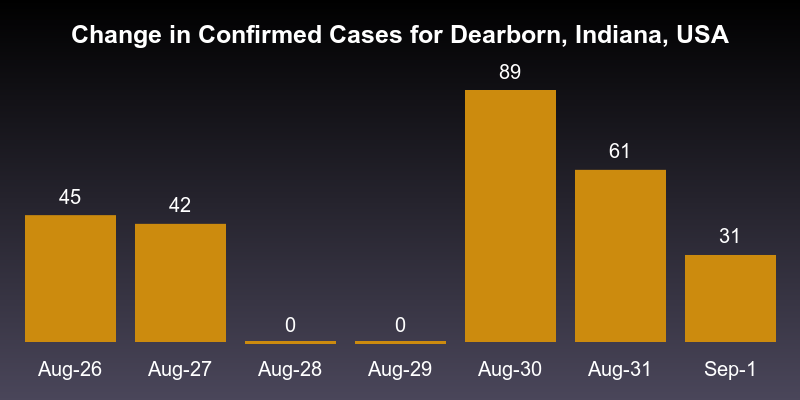 Change in Confirmed Cases for Dearborn, Indiana, USA
89
61
45
42
31
0
0
Aug-26
Aug-27
Aug-28
Aug-29
Aug-30
Aug-31
Sep-1